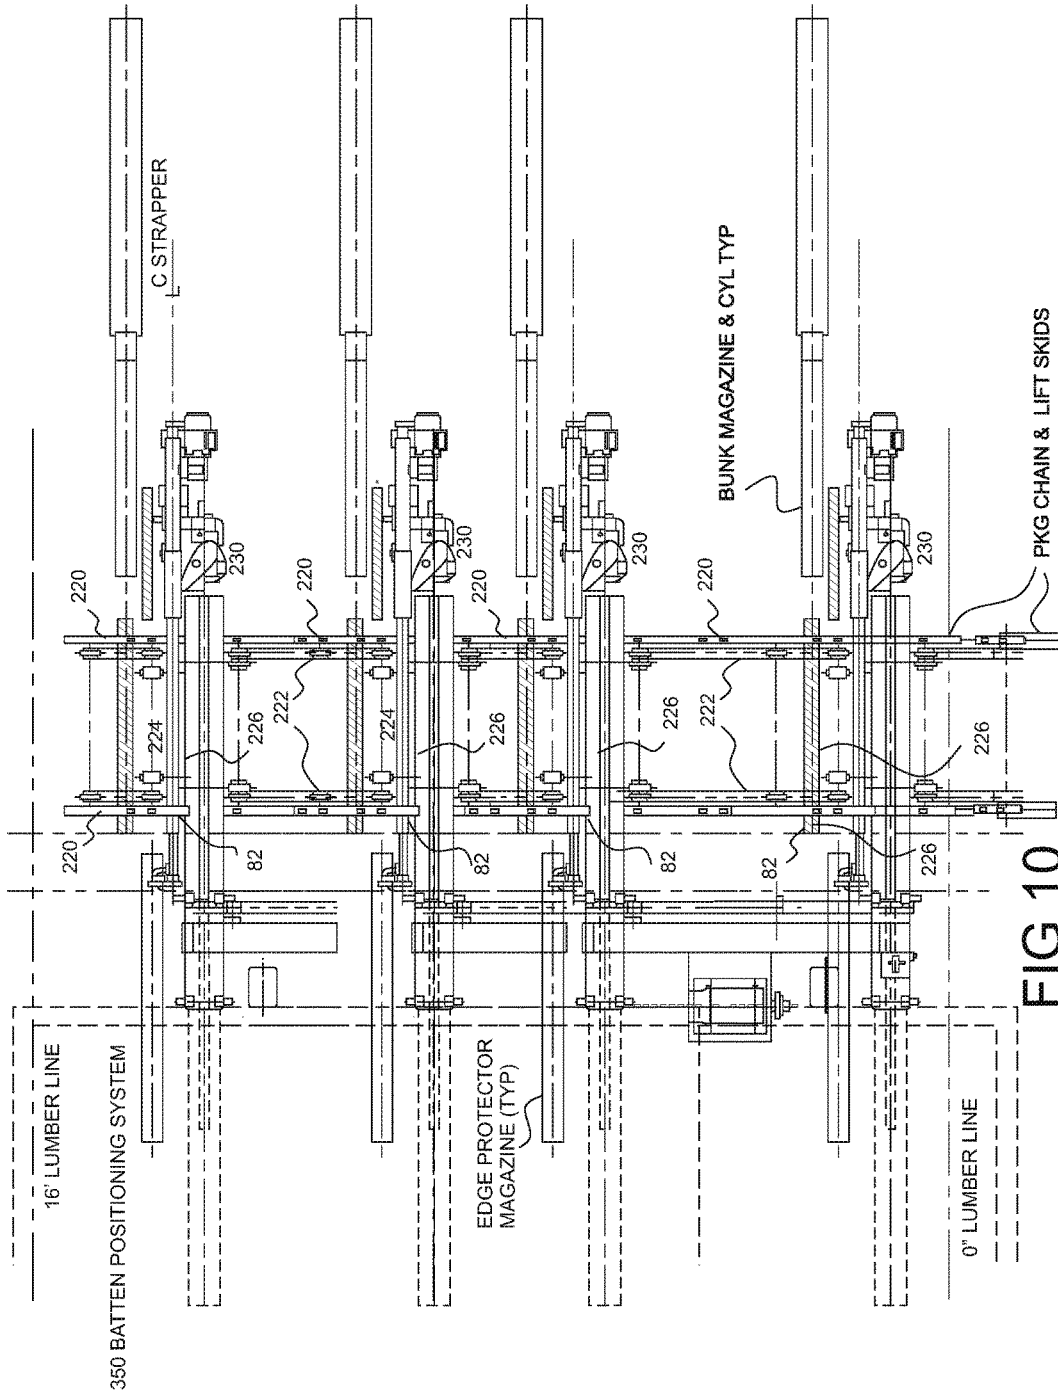 16' LUMBER LINE
350 BATTEN POSITIONING SYSTEM
220
220
224
C STRAPPER
82
226
230
222
224
220
82
226
220
230
EDGE PROTECTOR
MAGAZINE (TYP)
82
226
230
222
220
BUNK MAGAZINE & CYL TYP
82
226
230
0" LUMBER LINE
226
PKG CHAIN & LIFT SKIDS
FIG 10